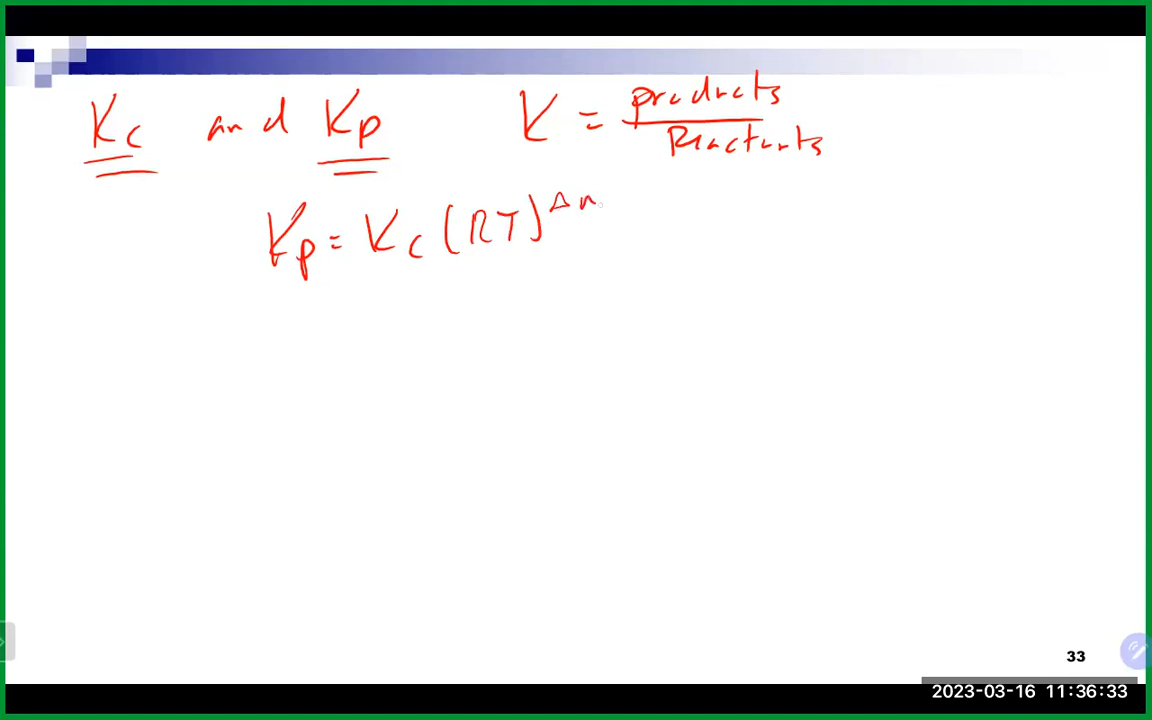 Kc and Kp K = products / Reactants
Kp = Kc (RT)^Δn
33
2023-03-16 11:36:33